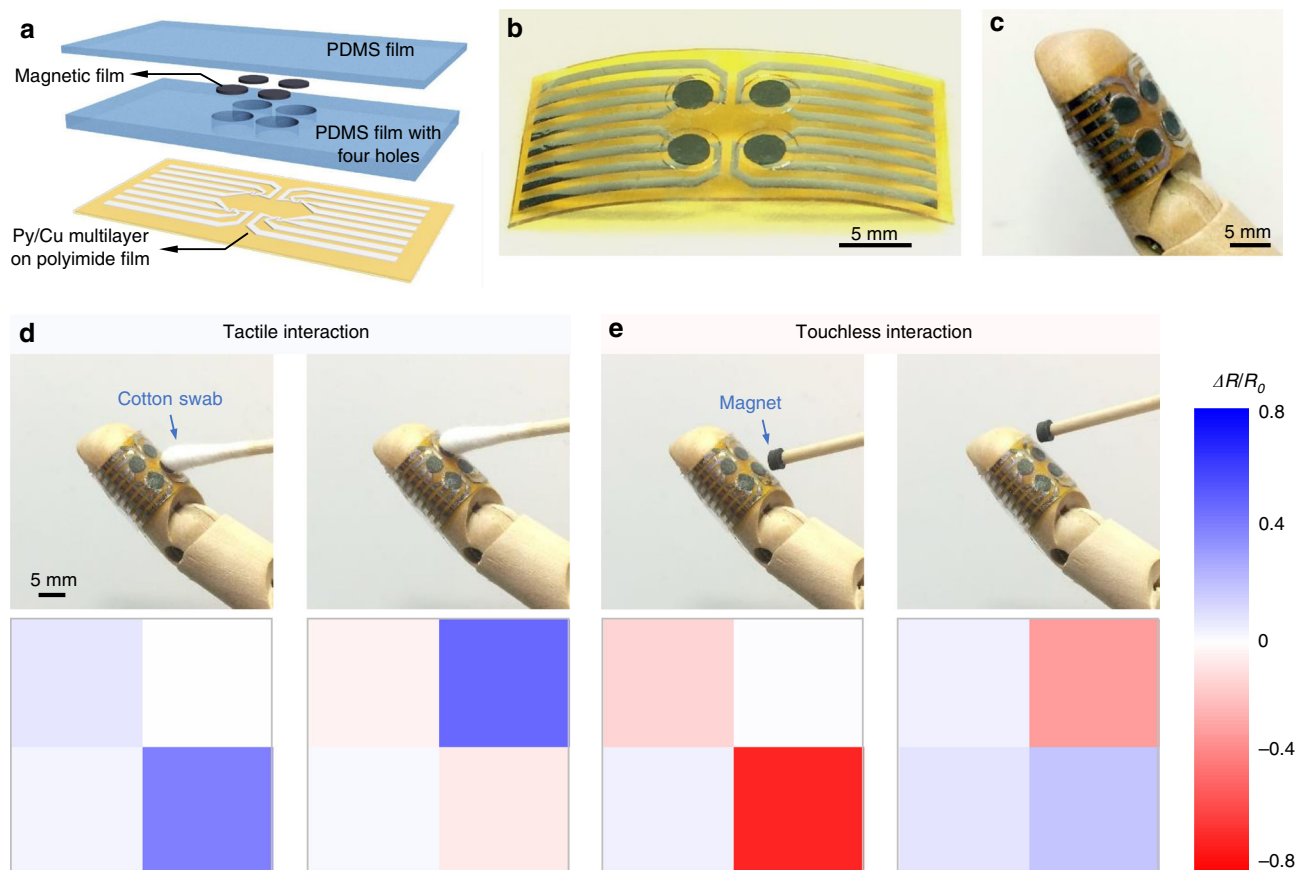 a
PDMS film
Magnetic film
PDMS film with
four holes
Py/Cu multilayer
on polyimide film
b
5 mm
c
5 mm
d
Tactile interaction
Cotton swab
5 mm
e
Touchless interaction
Magnet
ΔR/R0
0.8
0.4
0
–0.4
–0.8